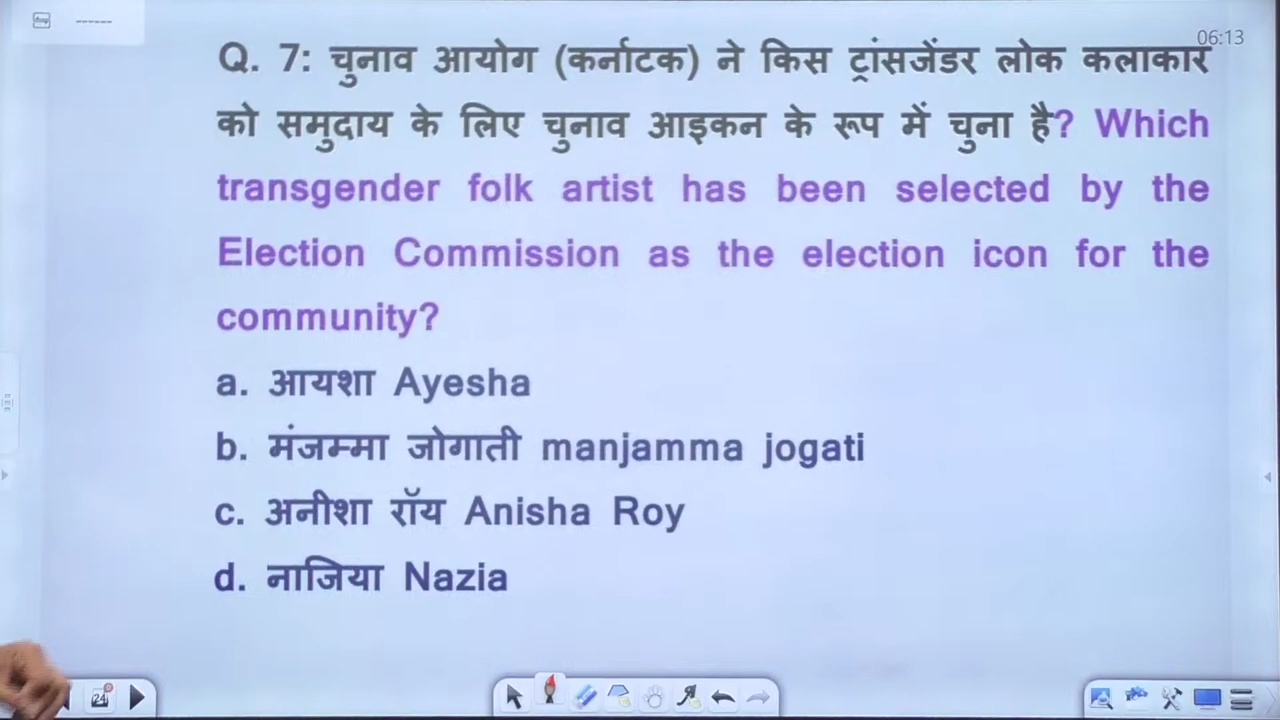 06:13
Q. 7: चुनाव आयोग (कर्नाटक) ने किस ट्रांसजेंडर लोक कलाकार
को समुदाय के लिए चुनाव आइकन के रूप में चुना है? Which
transgender folk artist has been selected by the
Election Commission as the election icon for the
community?
a. आयशा Ayesha
b. मंजम्मा जोगाती manjamma jogati
c. अनीशा रॉय Anisha Roy
d. नाजिया Nazia
24